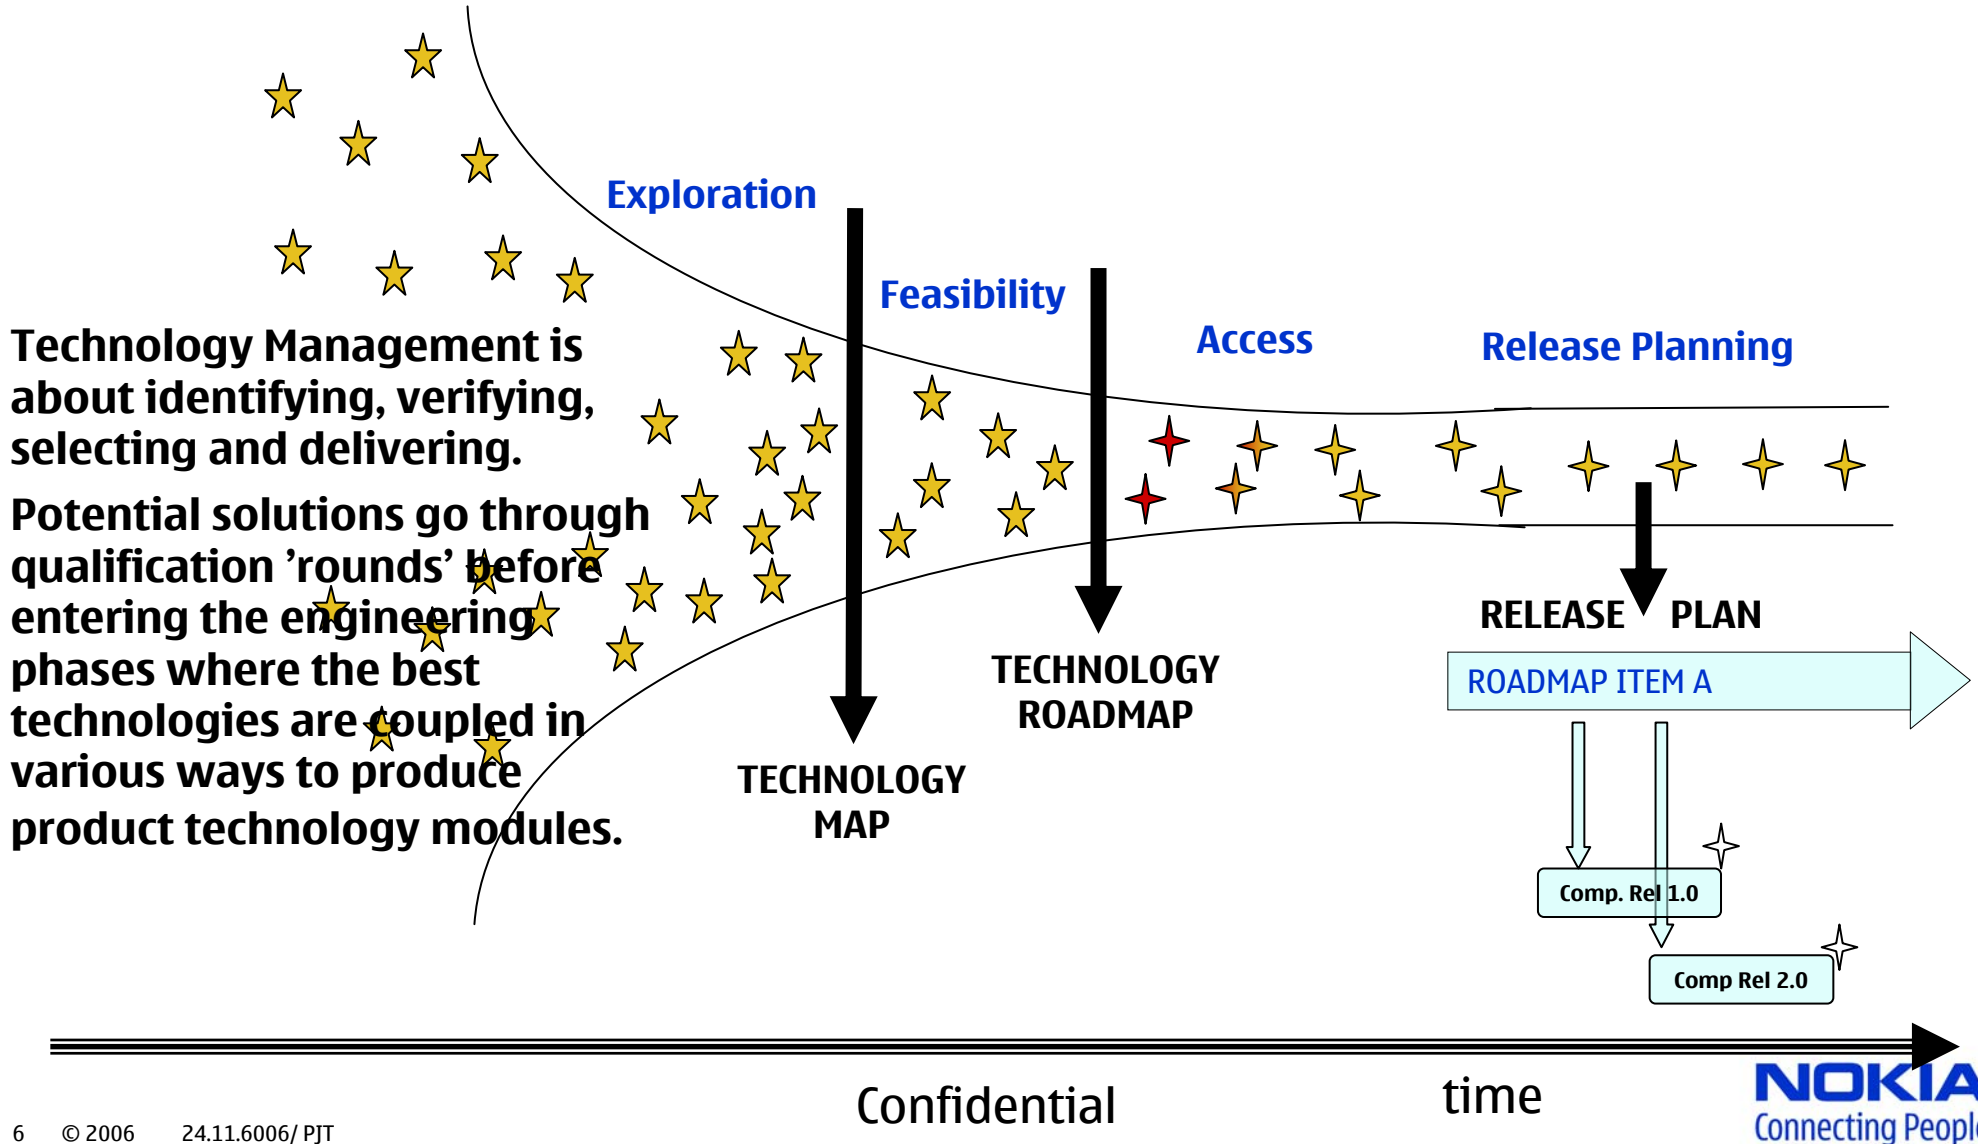 Exploration
Feasibility
Access
Release Planning
Technology Management is
about identifying, verifying,
selecting and delivering.
Potential solutions go through
qualification ’rounds’ before
entering the engineering
phases where the best
technologies are coupled in
various ways to produce
product technology modules.
TECHNOLOGY
MAP
TECHNOLOGY
ROADMAP
RELEASE PLAN
ROADMAP ITEM A
Comp. Rel 1.0
Comp Rel 2.0
time
Confidential
NOKIA
Connecting People
6 © 2006 24.11.6006/ PJT